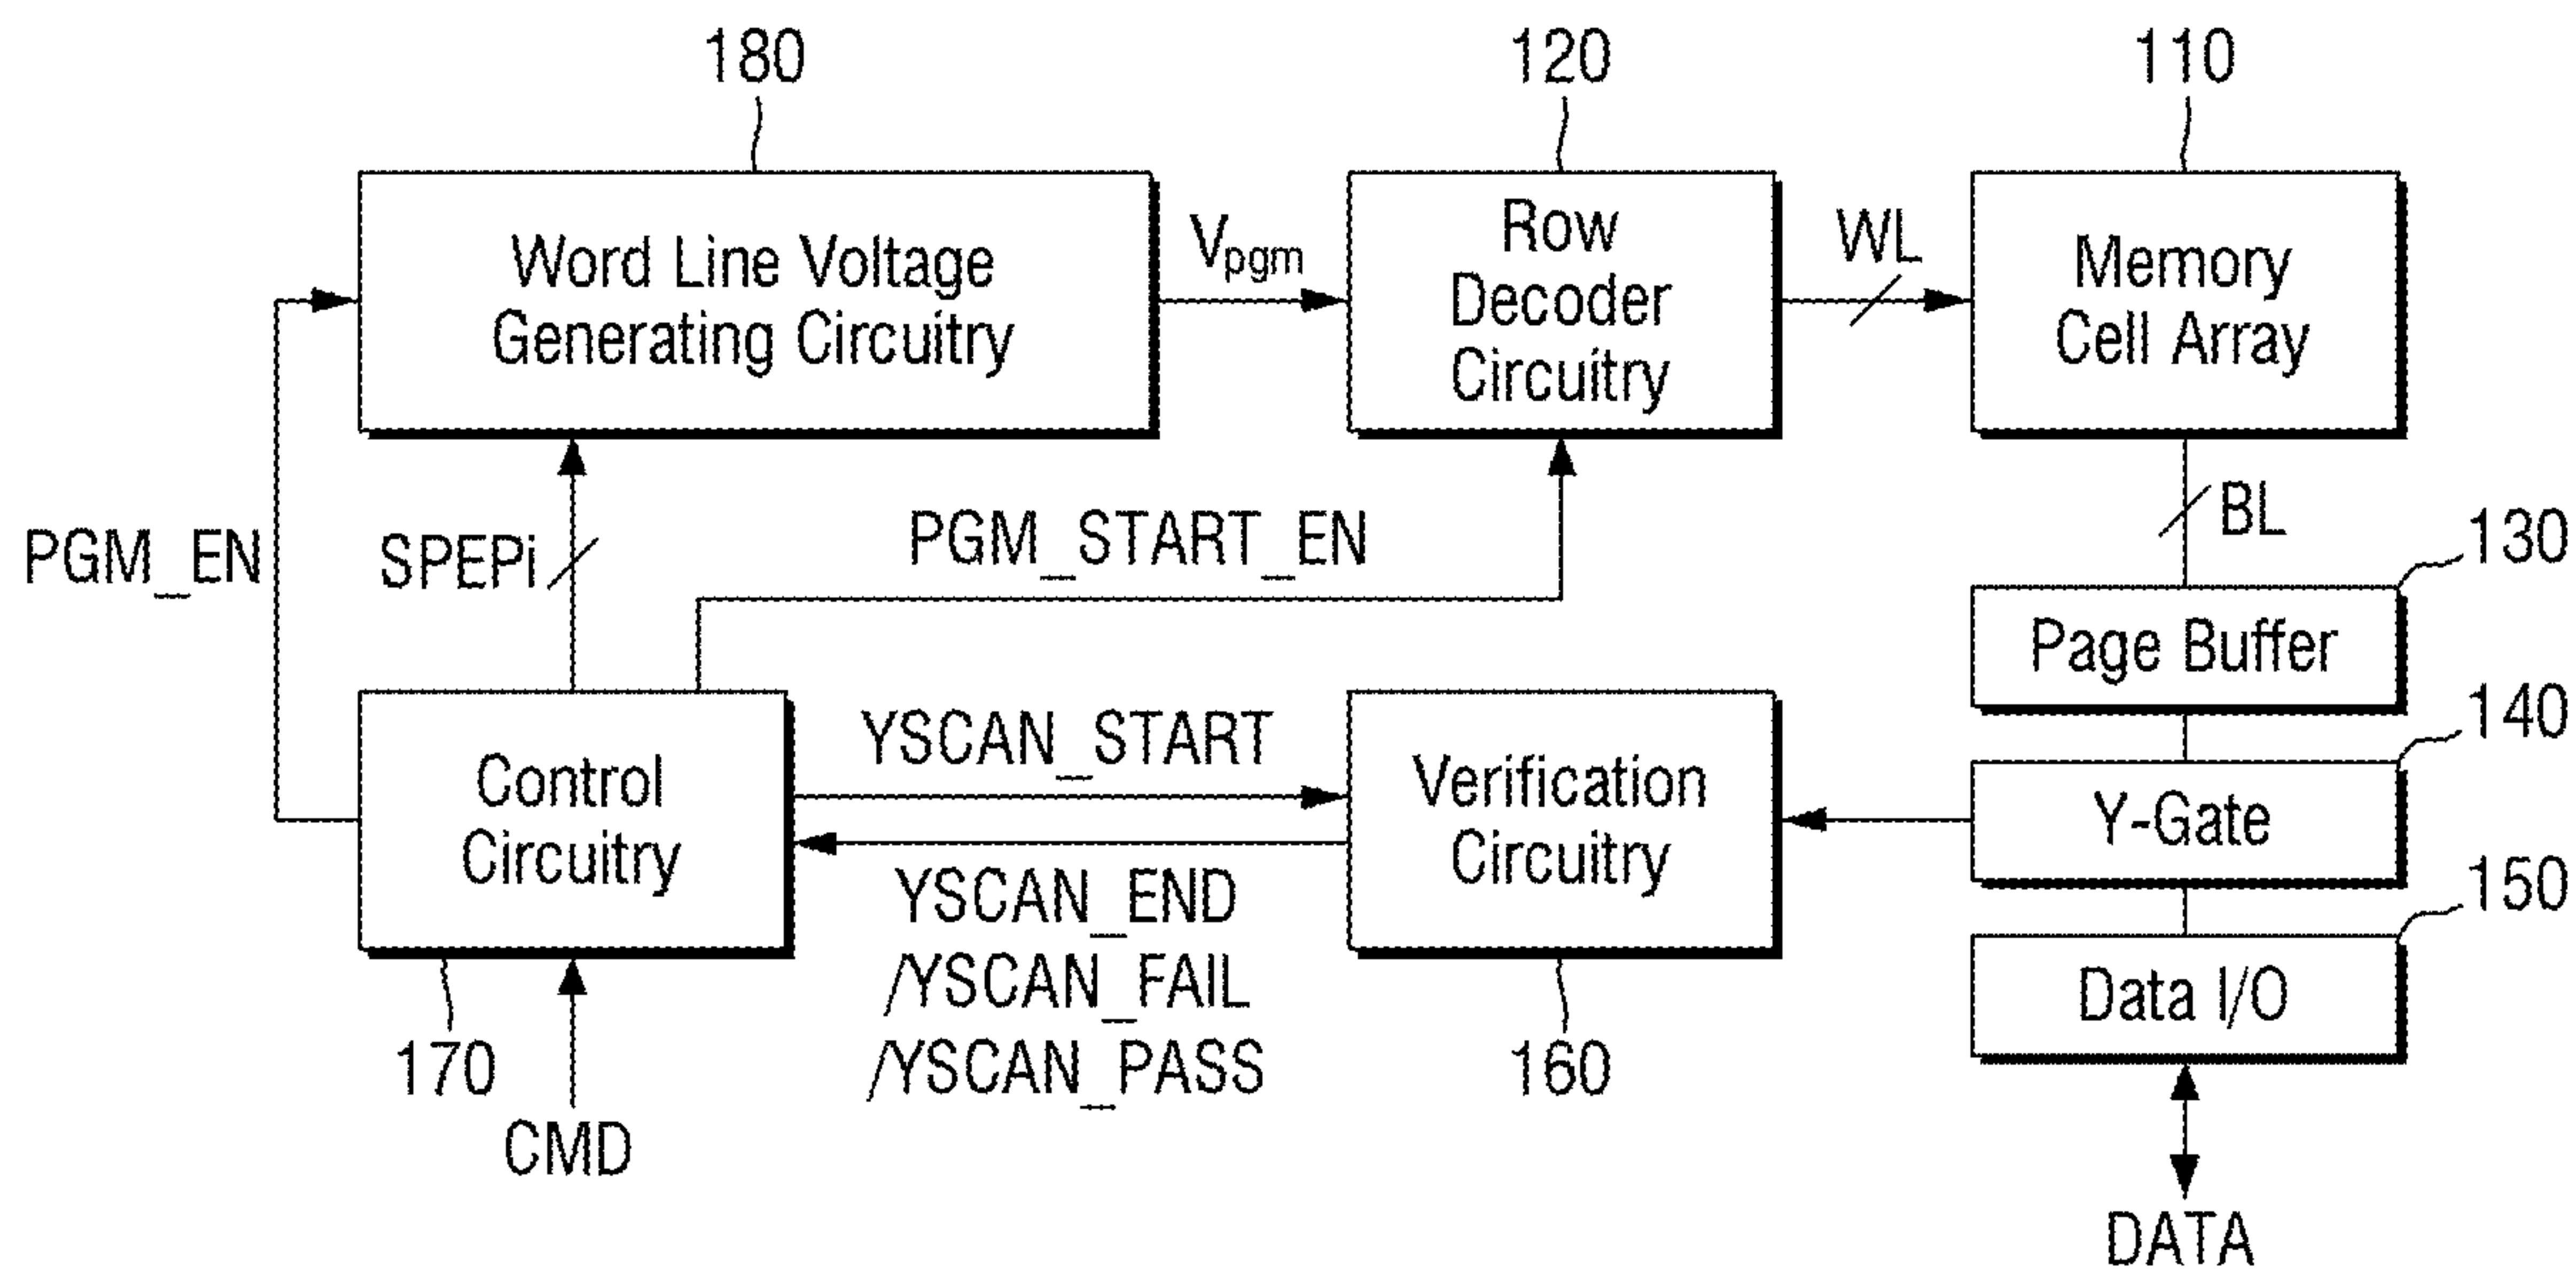 180
120
110
Word Line Voltage
Generating Circuitry
Vpgm
Row
Decoder
Circuitry
WL
Memory
Cell Array
PGM_EN
SPEPi
PGM_START_EN
BL
130
Page Buffer
140
Control
Circuitry
YSCAN_START
YSCAN_END
/YSCAN_FAIL
/YSCAN_PASS
Verification
Circuitry
Y-Gate
150
Data I/O
170
160
CMD
DATA